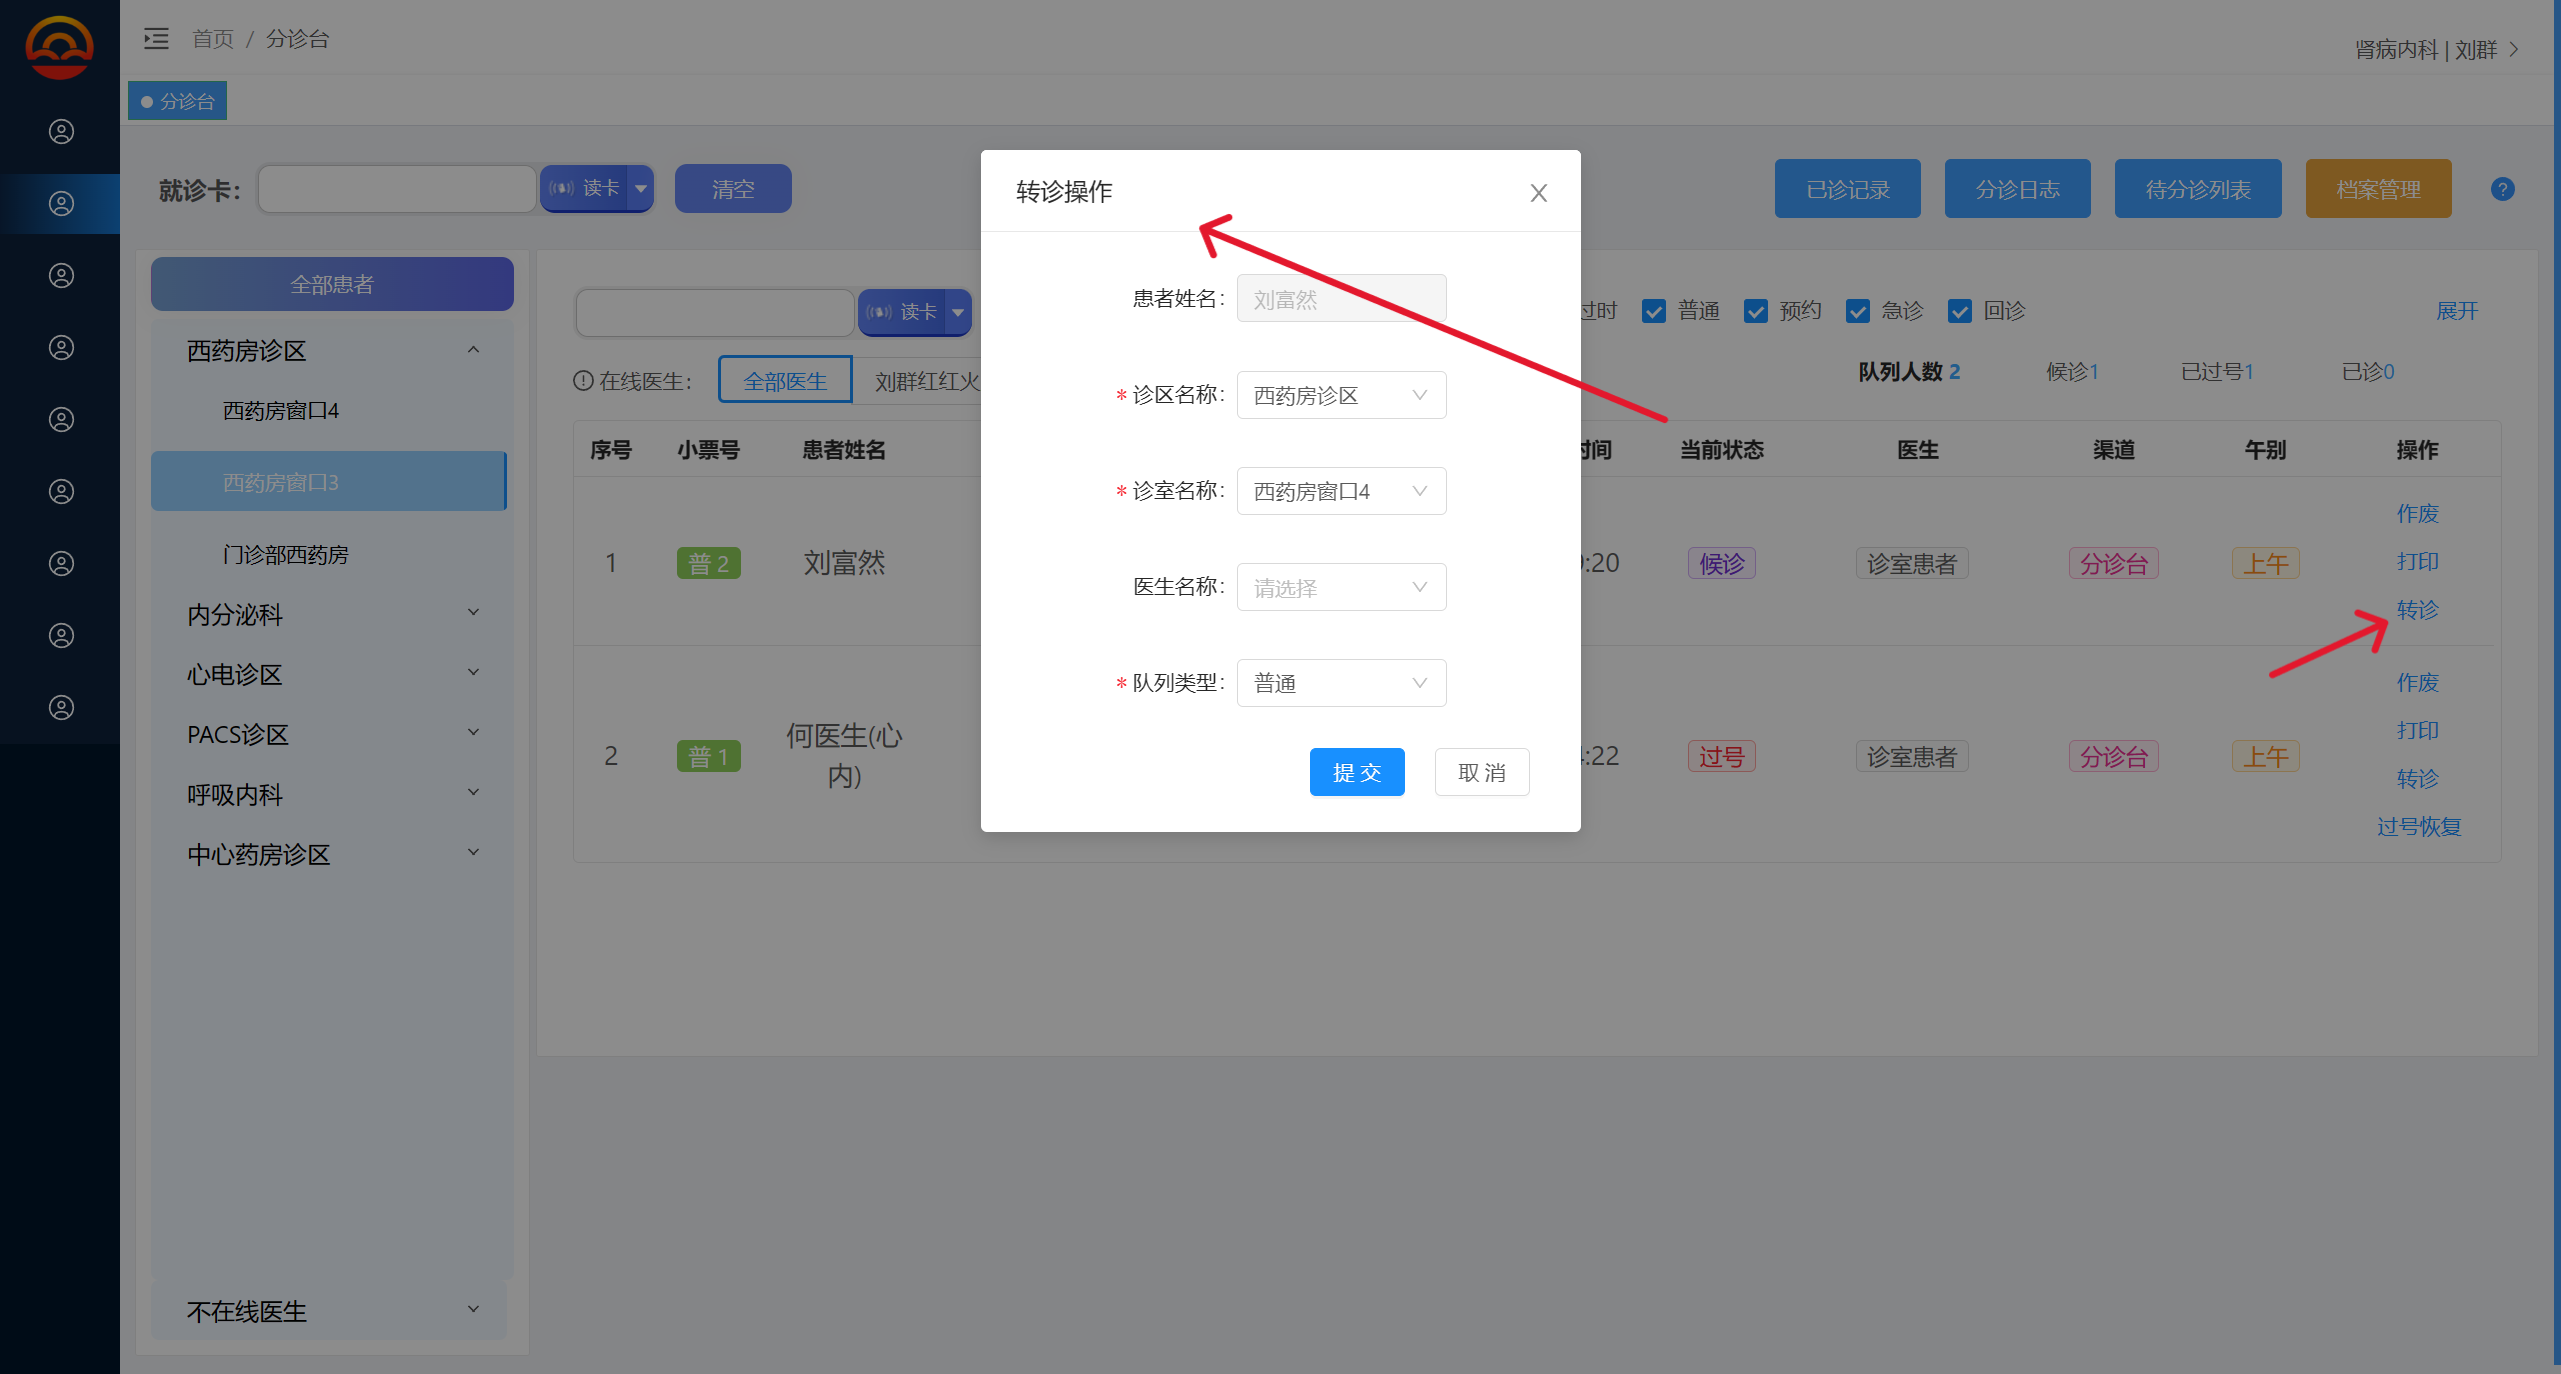 首页 / 分诊台
肾病内科 | 刘群
分诊台
就诊卡：
读卡
清空
已诊记录
分诊日志
待分诊列表
档案管理
?
全部患者
西药房诊区
西药房窗口4
西药房窗口3
门诊部西药房
内分泌科
心电诊区
PACS诊区
呼吸内科
中心药房诊区
不在线医生
读卡
过时
普通
预约
急诊
回诊
展开
在线医生：
全部医生
刘群红红火
队列人数 2
候诊1
已过号1
已诊0
序号 小票号 患者姓名 时间 当前状态 医生 渠道 午别 操作
1 普 2 刘富然 :20 候诊 诊室患者 分诊台 上午
作废
打印
转诊
2 普 1 何医生(心
内)
:22 过号 诊室患者 分诊台 上午
作废
打印
转诊
过号恢复
转诊操作
患者姓名： 刘富然
* 诊区名称： 西药房诊区
* 诊室名称： 西药房窗口4
医生名称： 请选择
* 队列类型： 普通
提 交
取 消